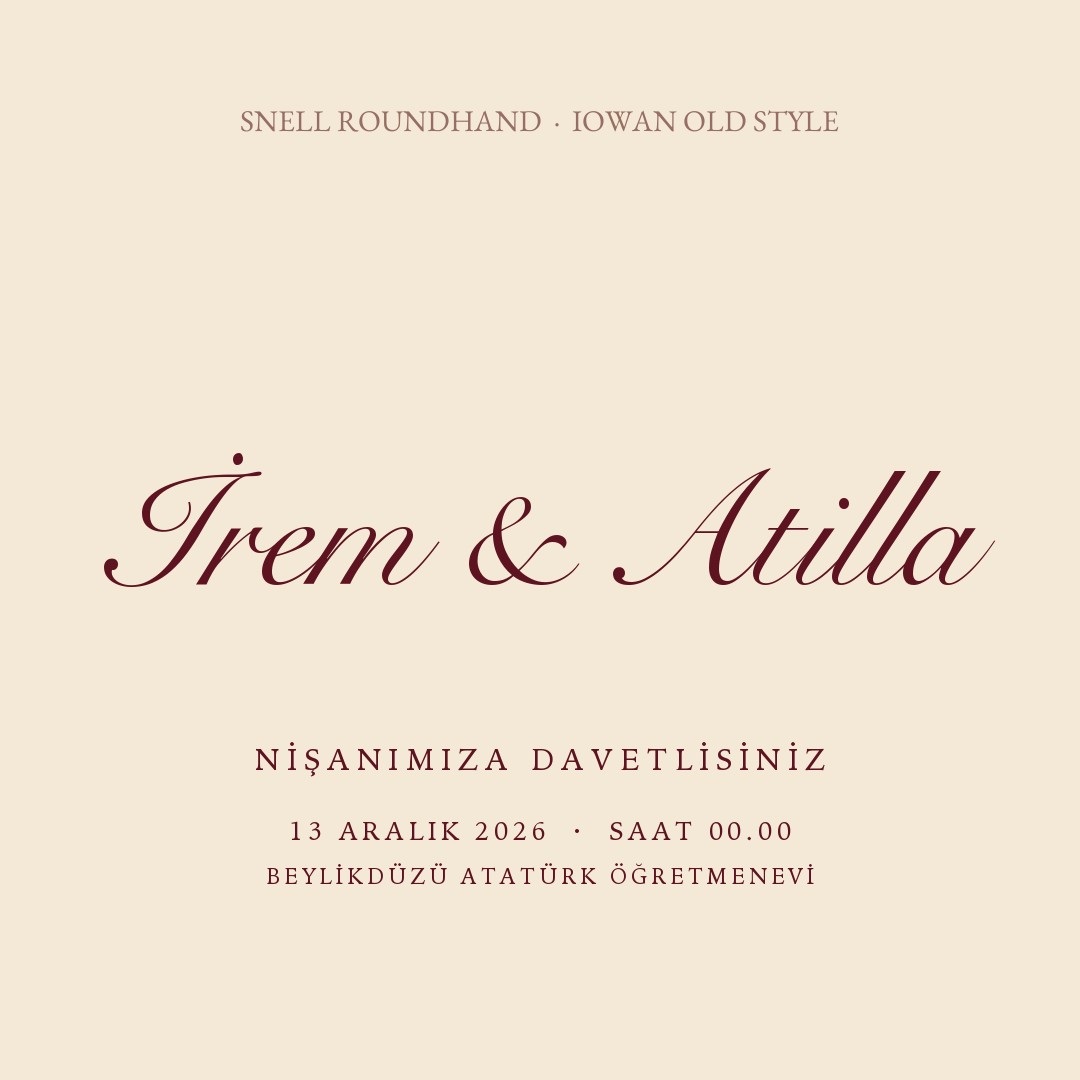 SNELL ROUNDHAND · IOWAN OLD STYLE
İrem & Atilla
NİŞANIMIZA DAVETLİSİNİZ
13 ARALIK 2026 · SAAT 00.00
BEYLİKDÜZÜ ATATÜRK ÖĞRETMENEVİ